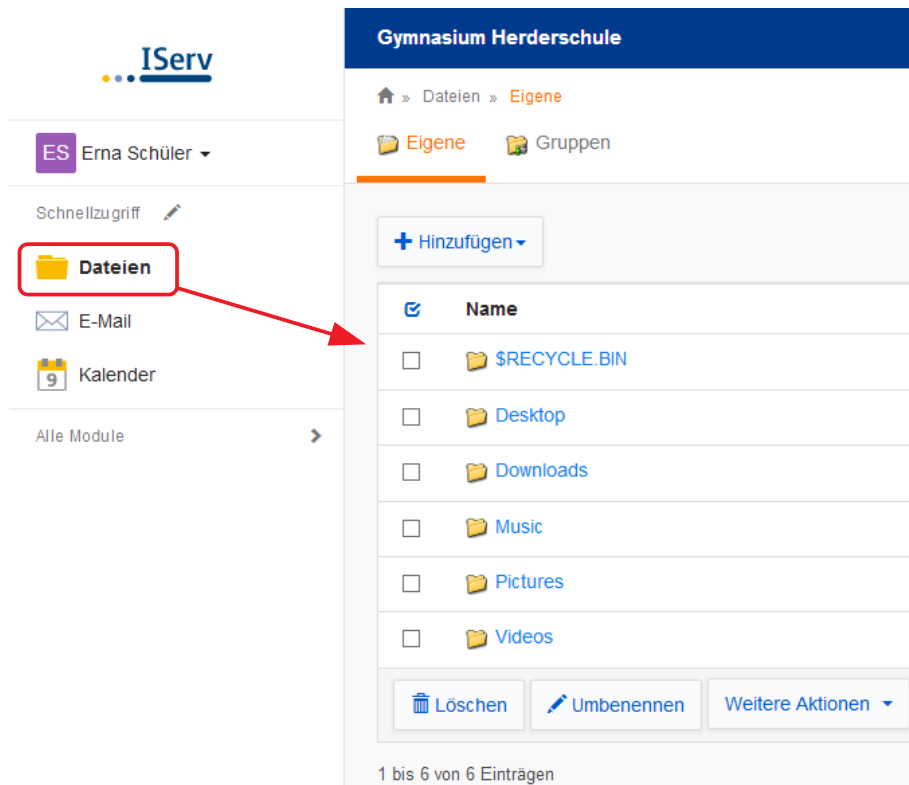 IServ
ES Erna Schüler
Schnellzugriff
Dateien
E-Mail
9 Kalender
Alle Module
Gymnasium Herderschule
» Dateien » Eigene
Eigene Gruppen
Hinzufügen
Name
$RECYCLE.BIN
Desktop
Downloads
Music
Pictures
Videos
Löschen Umbenennen Weitere Aktionen
1 bis 6 von 6 Einträgen